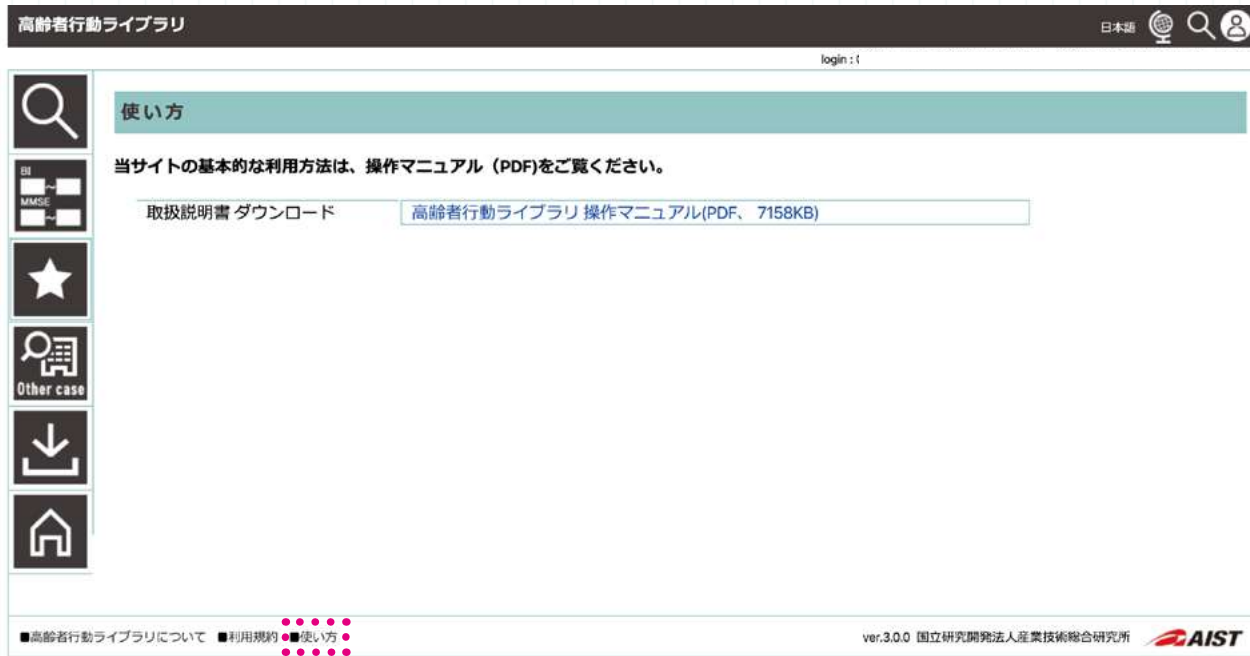 高齢者行動ライブラリ
日本語
login : (
使い方
当サイトの基本的な利用方法は、操作マニュアル（PDF)をご覧ください。
取扱説明書 ダウンロード 高齢者行動ライブラリ 操作マニュアル(PDF、 7158KB)
BI
~
MMSE
~
Other case
■高齢者行動ライブラリについて ■利用規約 ■使い方
ver.3.0.0 国立研究開発法人産業技術総合研究所 AIST